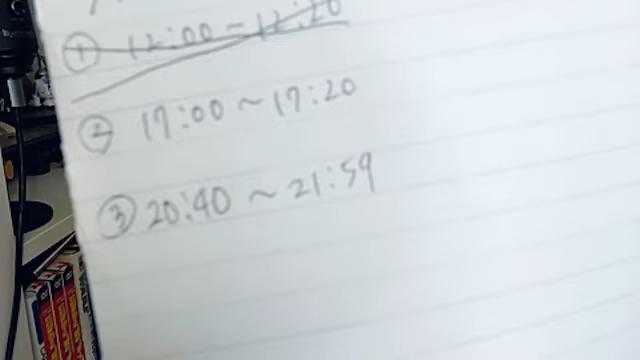 ① 12:00 ~ 12:20
② 17:00 ~ 17:20
③ 20:40 ~ 21:59